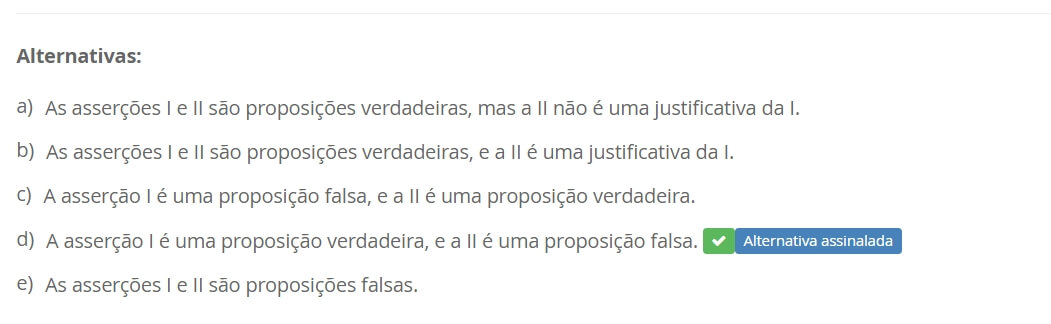 Alternativas:
a) As asserções I e II são proposições verdadeiras, mas a II não é uma justificativa da I.
b) As asserções I e II são proposições verdadeiras, e a II é uma justificativa da I.
c) A asserção I é uma proposição falsa, e a II é uma proposição verdadeira.
d) A asserção I é uma proposição verdadeira, e a II é uma proposição falsa. Alternativa assinalada
e) As asserções I e II são proposições falsas.